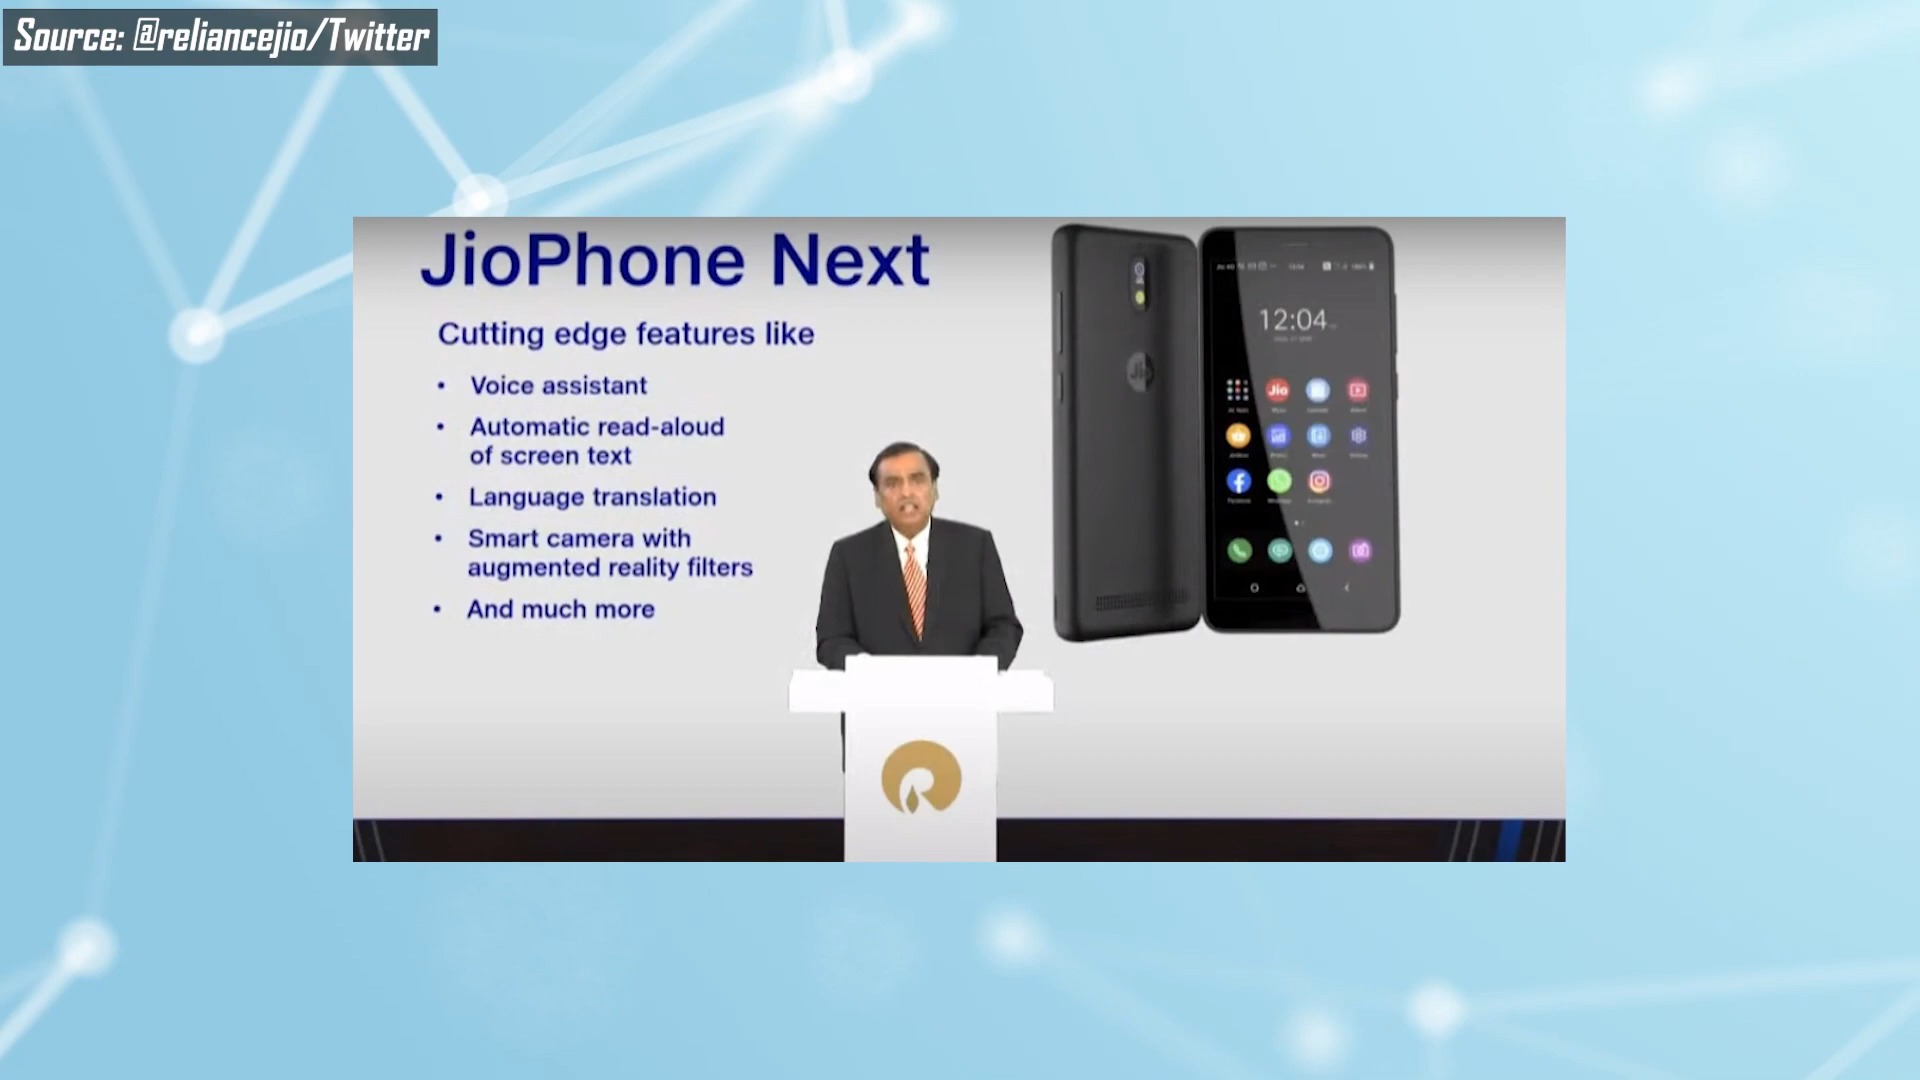 Source: @reliancejio/Twitter
JioPhone Next
Cutting edge features like
• Voice assistant
• Automatic read-aloud
of screen text
• Language translation
• Smart camera with
augmented reality filters
• And much more
Jio
12:04
Jio